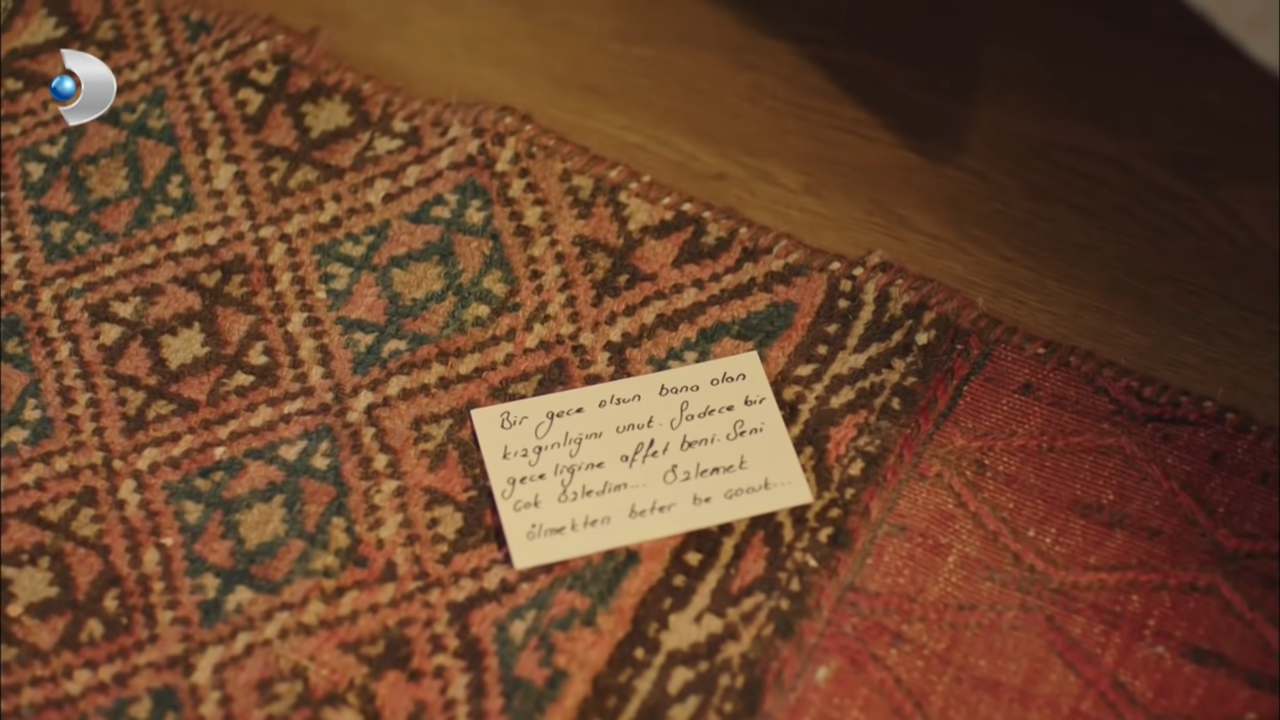 Bir gece olsun bana olan
kızgınlığını unut. Sadece bir
geceliğine affet beni. Seni
çok özledim... Özlemek
ölmekten beter be çocuk...